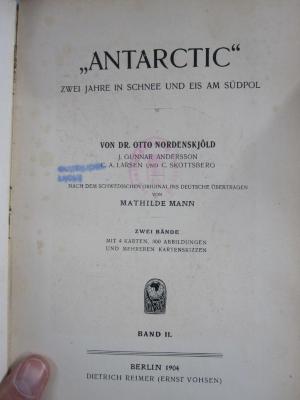 „ANTARCTIC“
ZWEI JAHRE IN SCHNEE UND EIS AM SÜDPOL
VON DR. OTTO NORDENSKJÖLD
J. GUNNAR ANDERSSON
C. A. LARSEN UND C. SKOTTSBERG
NACH DEM SCHWEDISCHEN ORIGINAL INS DEUTSCHE ÜBERTRAGEN
VON
MATHILDE MANN
ZWEI BÄNDE
MIT 4 KARTEN, 300 ABBILDUNGEN
UND MEHREREN KARTENSKIZZEN
BAND II.
BERLIN 1904
DIETRICH REIMER (ERNST VOHSEN)